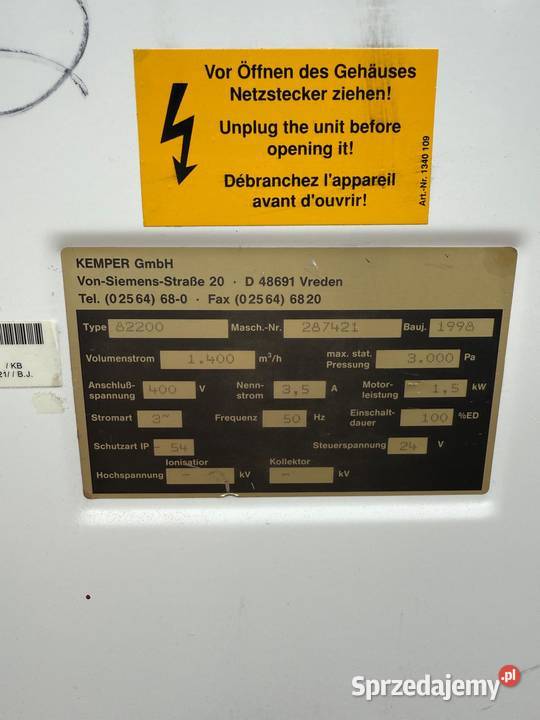 Vor Öffnen des Gehäuses
Netzstecker ziehen!
Unplug the unit before
opening it!
Débranchez l'appareil
avant d'ouvrir!
Art.-Nr. 1340 109
KEMPER GmbH
Von-Siemens-Straße 20 · D 48691 Vreden
Tel. (02564) 68-0 · Fax (02564) 6820
Type 82200 Masch.-Nr. 287421 Bauj. 1998
Volumenstrom 1.400 m³/h max. stat. Pressung 3.000 Pa
Anschluß-spannung 400 V Nenn-strom 3,5 A Motor-leistung - 1,5 kW
Stromart 3~ Frequenz 50 Hz Einschalt-dauer 100 %ED
Schutzart IP - 54 Steuerspannung 24 V
Ionisatior Kollektor
Hochspannung - kV - kV
/ KB
21/ / B.J.
Sprzedajemy.pl